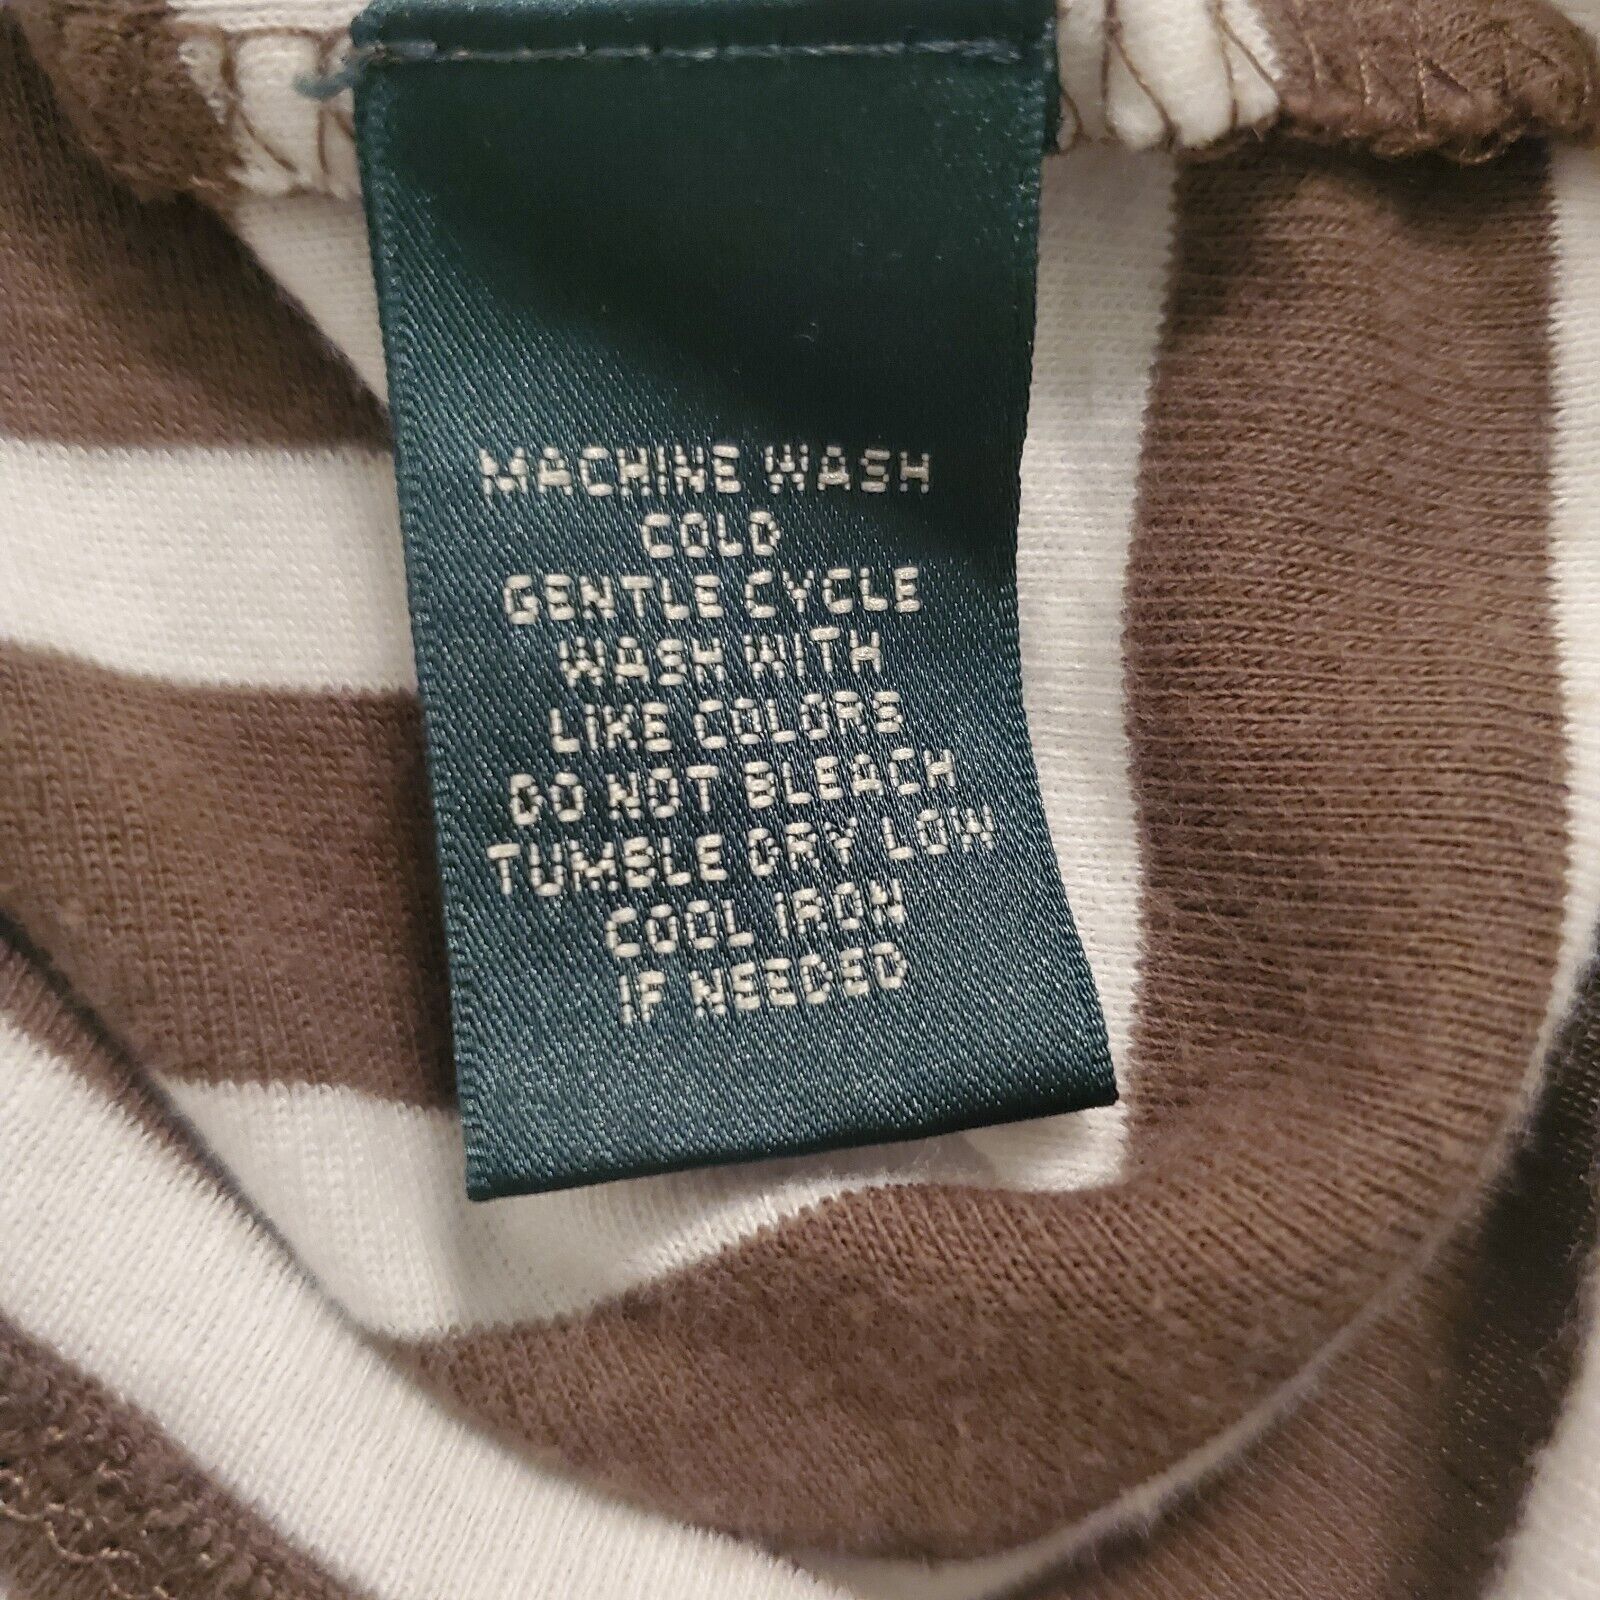 MACHINE WASH
COLD
GENTLE CYCLE
WASH WITH
LIKE COLORS
DO NOT BLEACH
TUMBLE DRY LOW
COOL IRON
IF NEEDED